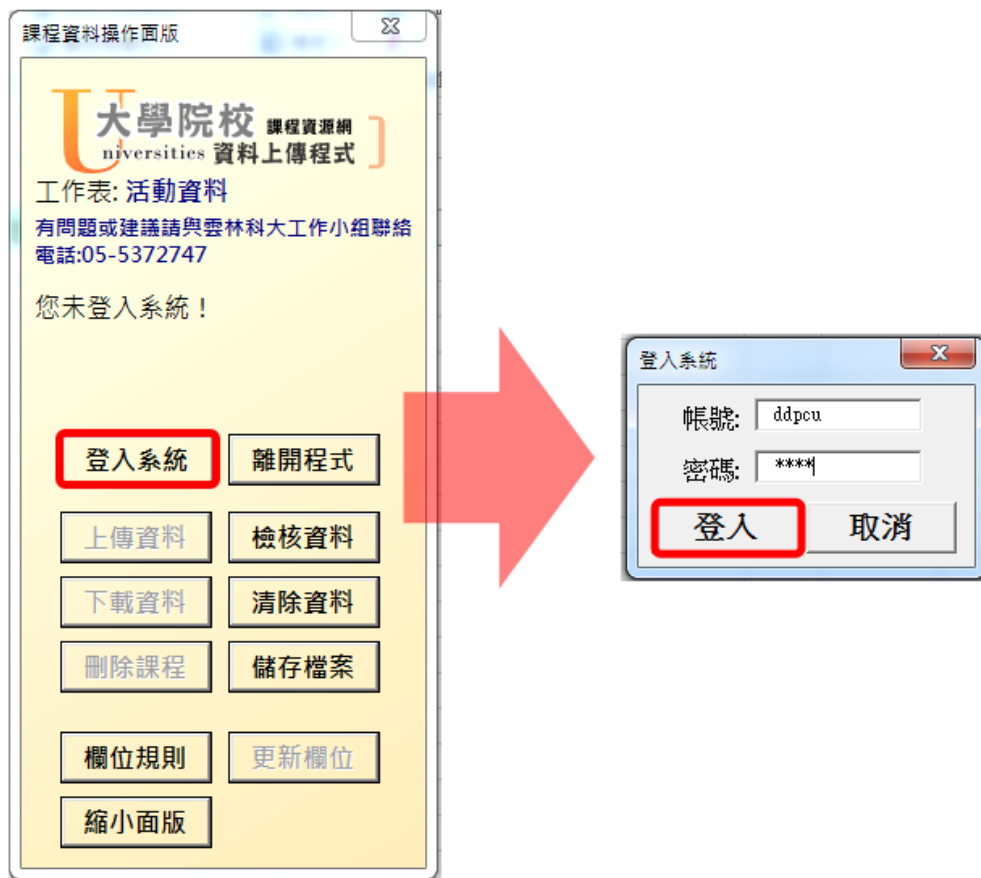 課程資料操作面版
U大學院校 課程資源網
niversities 資料上傳程式
工作表: 活動資料
有問題或建議請與雲林科大工作小組聯絡
電話:05-5372747
您未登入系統！
登入系統 離開程式
上傳資料 檢核資料
下載資料 清除資料
刪除課程 儲存檔案
欄位規則 更新欄位
縮小面版
登入系統
帳號: ddpcu
密碼: ****
登入 取消